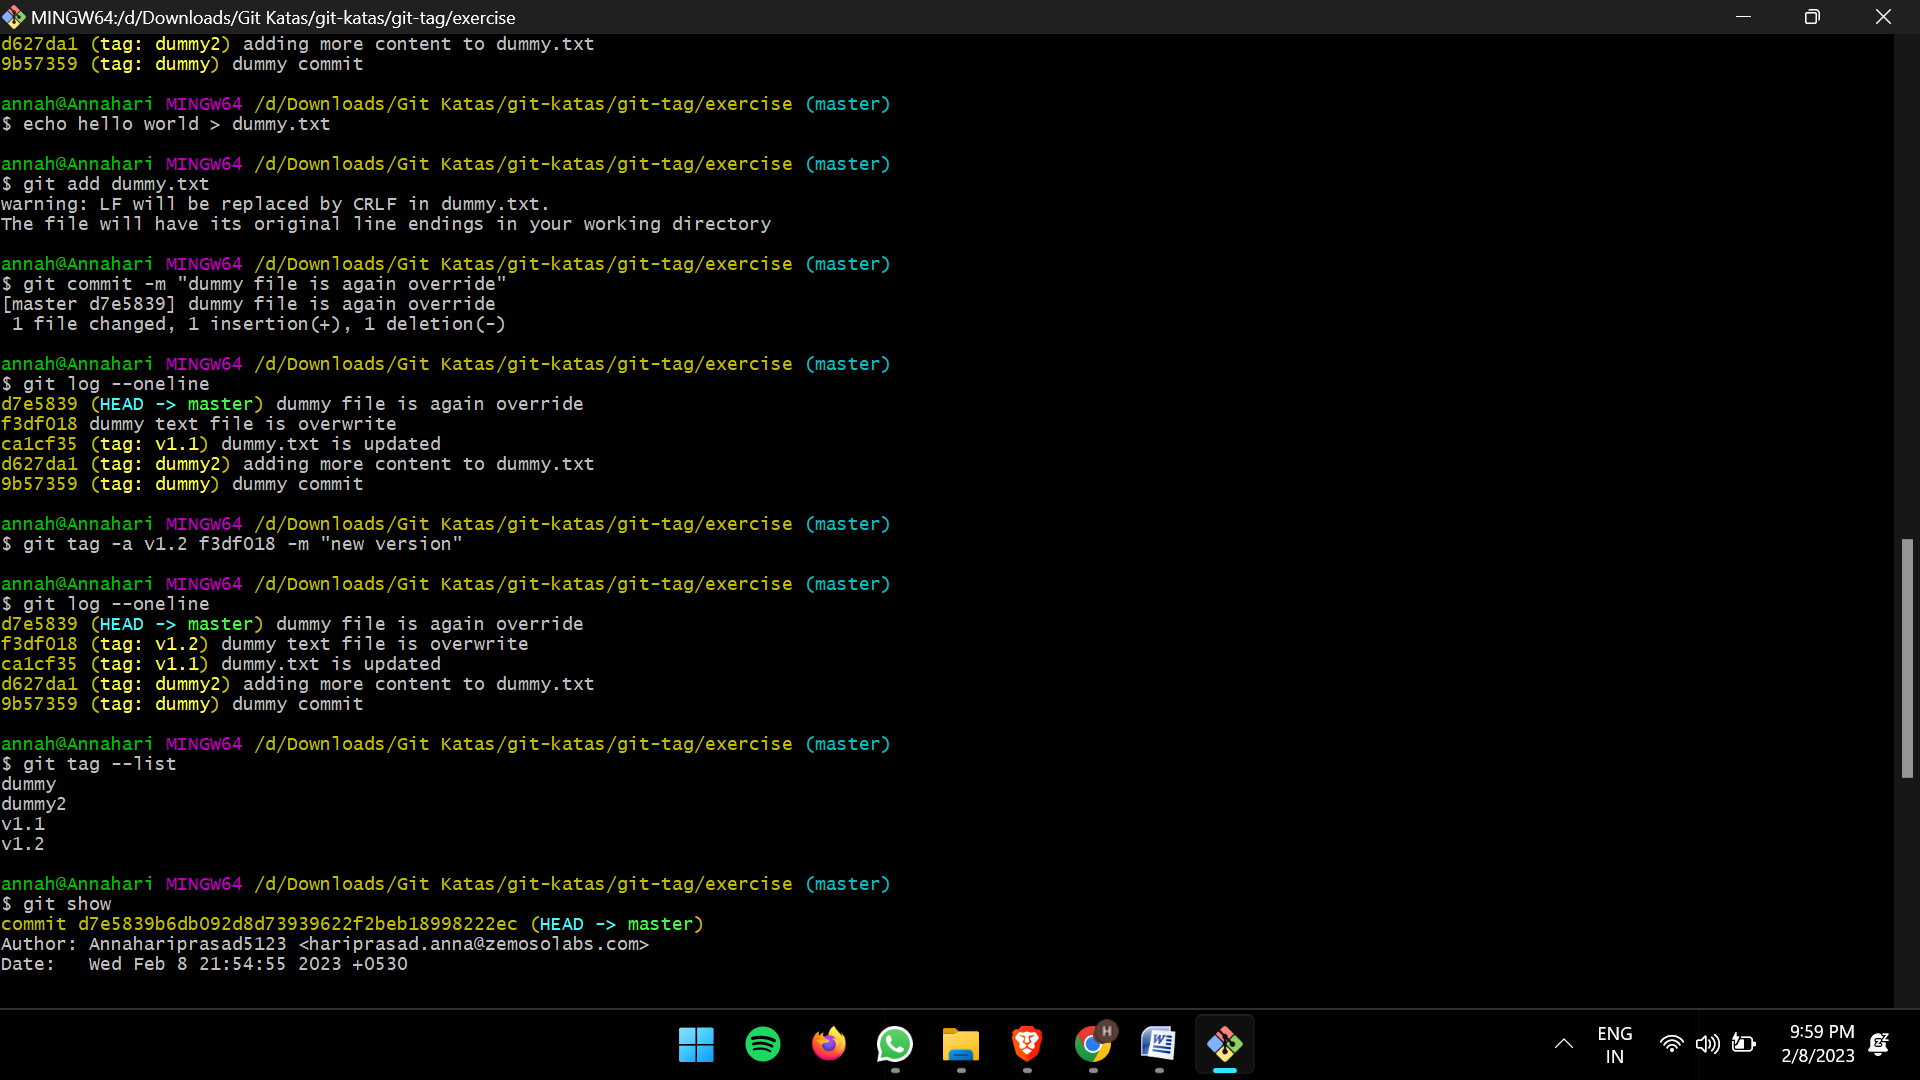 MINGW64:/d/Downloads/Git Katas/git-katas/git-tag/exercise
d627da1 (tag: dummy2) adding more content to dummy.txt
9b57359 (tag: dummy) dummy commit
annah@Annahari MINGW64 /d/Downloads/Git Katas/git-katas/git-tag/exercise (master)
$ echo hello world > dummy.txt
annah@Annahari MINGW64 /d/Downloads/Git Katas/git-katas/git-tag/exercise (master)
$ git add dummy.txt
warning: LF will be replaced by CRLF in dummy.txt.
The file will have its original line endings in your working directory
annah@Annahari MINGW64 /d/Downloads/Git Katas/git-katas/git-tag/exercise (master)
$ git commit -m "dummy file is again override"
[master d7e5839] dummy file is again override
 1 file changed, 1 insertion(+), 1 deletion(-)
annah@Annahari MINGW64 /d/Downloads/Git Katas/git-katas/git-tag/exercise (master)
$ git log --oneline
d7e5839 (HEAD -> master) dummy file is again override
f3df018 dummy text file is overwrite
ca1cf35 (tag: v1.1) dummy.txt is updated
d627da1 (tag: dummy2) adding more content to dummy.txt
9b57359 (tag: dummy) dummy commit
annah@Annahari MINGW64 /d/Downloads/Git Katas/git-katas/git-tag/exercise (master)
$ git tag -a v1.2 f3df018 -m "new version"
annah@Annahari MINGW64 /d/Downloads/Git Katas/git-katas/git-tag/exercise (master)
$ git log --oneline
d7e5839 (HEAD -> master) dummy file is again override
f3df018 (tag: v1.2) dummy text file is overwrite
ca1cf35 (tag: v1.1) dummy.txt is updated
d627da1 (tag: dummy2) adding more content to dummy.txt
9b57359 (tag: dummy) dummy commit
annah@Annahari MINGW64 /d/Downloads/Git Katas/git-katas/git-tag/exercise (master)
$ git tag --list
dummy
dummy2
v1.1
v1.2
annah@Annahari MINGW64 /d/Downloads/Git Katas/git-katas/git-tag/exercise (master)
$ git show
commit d7e5839b6db092d8d73939622f2beb18998222ec (HEAD -> master)
Author: Annahariprasad5123 <hariprasad.anna@zemosolabs.com>
Date:   Wed Feb 8 21:54:55 2023 +0530
H
W
ENG
IN
9:59 PM
2/8/2023